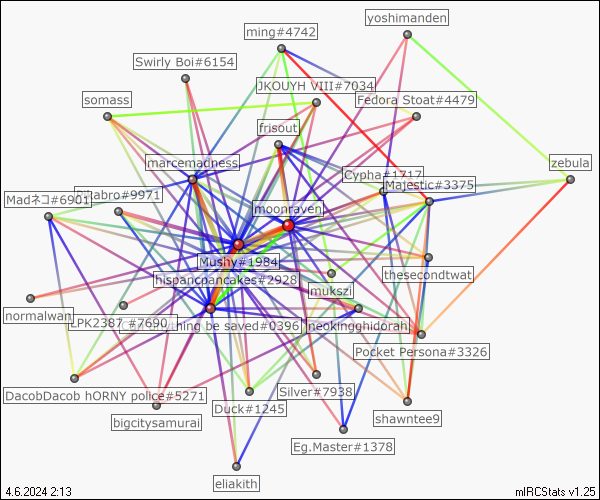 yoshimanden
ming#4742
Swirly Boi#6154
JKOUYH VIII#7034
somass
Fedora Stoat#4479
frisout
marcemadness
zebula
Cypha#1717
Majestic#3375
Madネコ#6901
#9971
moonraven
Mushy#1984
hispancpancakes#2928
thesecondtwat
mukszi
normalwan
LPK2387 #7690
hing be saved#0396
neokingghidorah
Pocket Persona#3326
DacobDacob hORNY police#5271
Silver#7938
Duck#1245
shawntee9
bigcitysamurai
Eg.Master#1378
eliakith
4.6.2024 2:13
mIRCStats v1.25